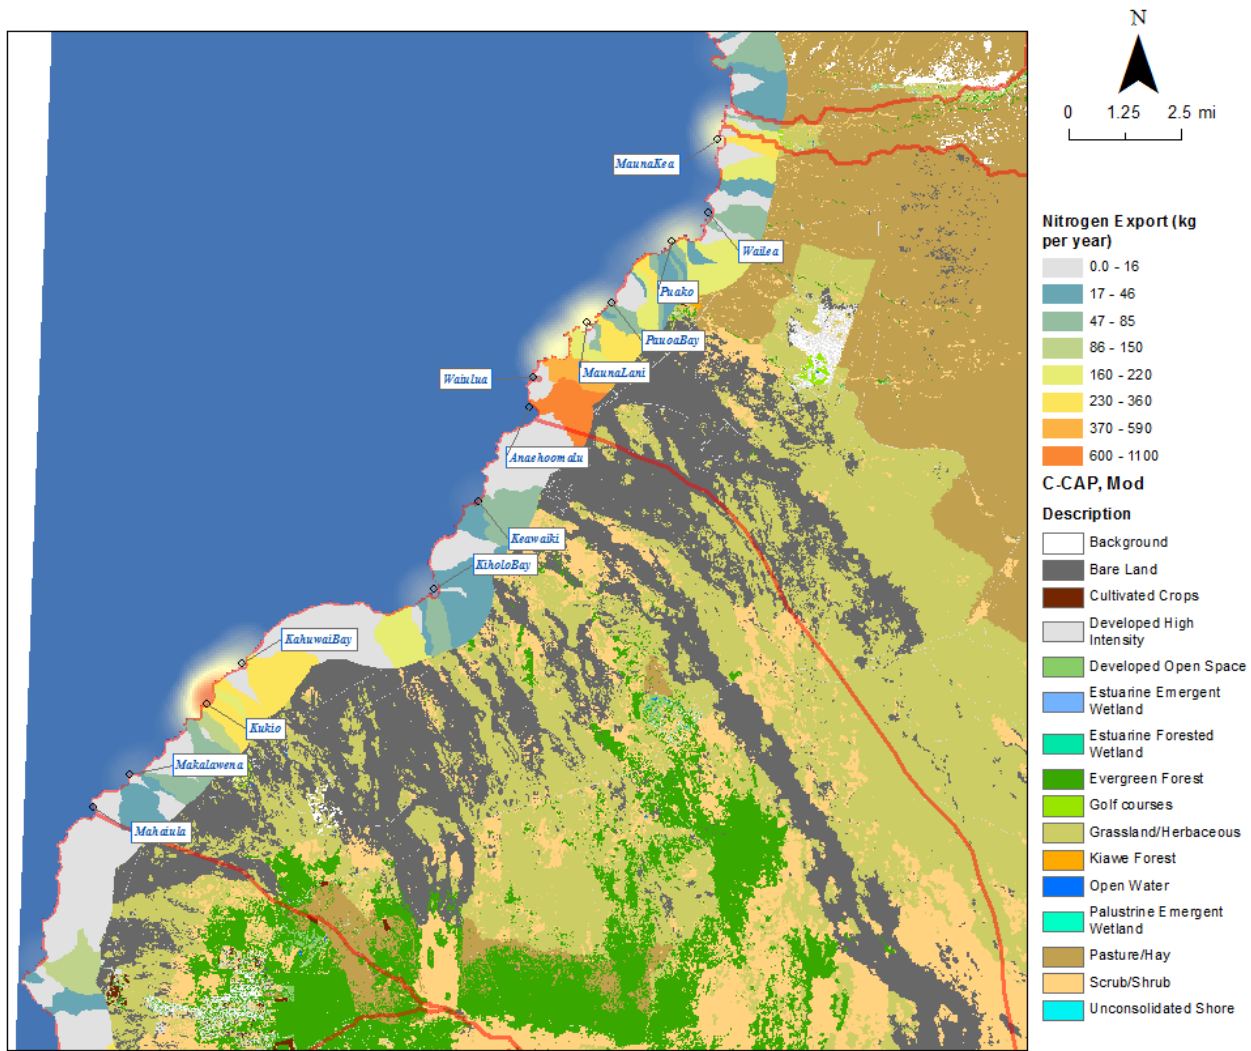 N
0 1.25 2.5 mi
MaunaKea
Wailea
Puako
PauoaBay
MaunaLani
Waiulua
Anaehoomalu
Keawaiki
KiholoBay
KahuwaiBay
Kukio
Makalawena
Mahaiula
Nitrogen Export (kg
per year)
0.0 - 16
17 - 46
47 - 85
86 - 150
160 - 220
230 - 360
370 - 590
600 - 1100
C-CAP, Mod
Description
Background
Bare Land
Cultivated Crops
Developed High
Intensity
Developed Open Space
Estuarine Emergent
Wetland
Estuarine Forested
Wetland
Evergreen Forest
Golf courses
Grassland/Herbaceous
Kiawe Forest
Open Water
Palustrine Emergent
Wetland
Pasture/Hay
Scrub/Shrub
Unconsolidated Shore